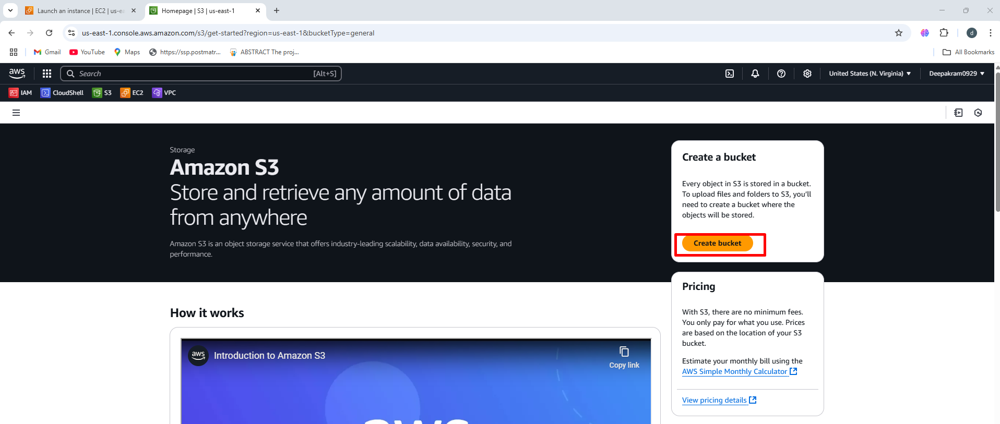 Launch an instance | EC2 | us-ea
Homepage | S3 | us-east-1
us-east-1.console.aws.amazon.com/s3/get-started?region=us-east-1&bucketType=general
d
Gmail
YouTube
Maps
https://ssp.postmatr...
ABSTRACT The proj...
All Bookmarks
aws
Search
[Alt+S]
United States (N. Virginia)
Deepakram0929
IAM
CloudShell
S3
EC2
VPC
Storage
Amazon S3
Store and retrieve any amount of data
from anywhere
Amazon S3 is an object storage service that offers industry-leading scalability, data availability, security, and
performance.
Create a bucket
Every object in S3 is stored in a bucket.
To upload files and folders to S3, you'll
need to create a bucket where the
objects will be stored.
Create bucket
Pricing
With S3, there are no minimum fees.
You only pay for what you use. Prices
are based on the location of your S3
bucket.
Estimate your monthly bill using the
AWS Simple Monthly Calculator
View pricing details
How it works
aws
Introduction to Amazon S3
Copy link
aws